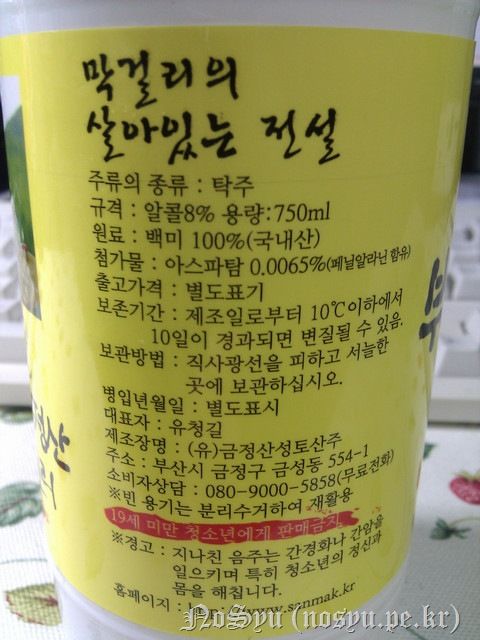 막걸리의
살아있는 전설
주류의 종류 : 탁주
규격 : 알콜8% 용량:750ml
원료 : 백미 100%(국내산)
첨가물 : 아스파탐 0.0065%(페닐알라닌 함유)
출고가격 : 별도표기
보존기간 : 제조일로부터 10℃이하에서
10일이 경과되면 변질될 수 있음.
보관방법 : 직사광선을 피하고 서늘한
곳에 보관하십시오.
병입년월일 : 별도표시
대표자 : 유청길
제조장명 : (유)금정산성토산주
주소 : 부산시 금정구 금성동 554-1
소비자상담 : 080-9000-5858(무료전화)
※빈 용기는 분리수거하여 재활용
19세 미만 청소년에게 판매금지
※경고 : 지나친 음주는 간경화나 간암을
일으키며 특히 청소년의 정신과
몸을 해칩니다.
홈페이지 : http://www.sanmak.kr
NoSyu (nosyu.pe.kr)